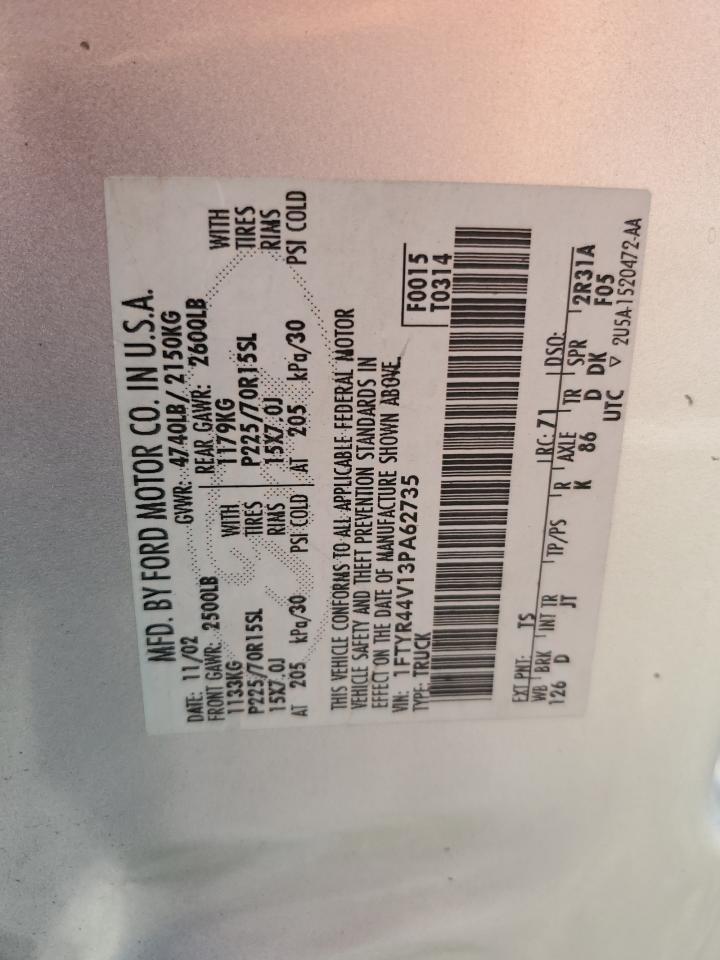 MFD. BY FORD MOTOR CO. IN U.S.A.
DATE: 11/02 GVWR: 4740LB/ 2150KG
FRONT GAWR: 2500LB REAR GAWR: 2600LB
1133KG WITH 1179KG WITH
P225/70R15SL TIRES P225/70R15SL TIRES
15X7.0J RIMS 15X7.0J RIMS
AT 205 kPa/30 PSI COLD AT 205 kPa/30 PSI COLD
THIS VEHICLE CONFORMS TO ALL APPLICABLE FEDERAL MOTOR
VEHICLE SAFETY AND THEFT PREVENTION STANDARDS IN
EFFECT ON THE DATE OF MANUFACTURE SHOWN ABOVE.
VIN: 1FTYR44V13PA62735 F0015
TYPE: TRUCK T0314
EXT PNT: TS RC: 71 DSO:
WB BRK INT TR TP/PS R AXLE TR SPR 2R31A
126 D JT K 86 D DK F05
UTC ▽ 2U5A-1520472-AA